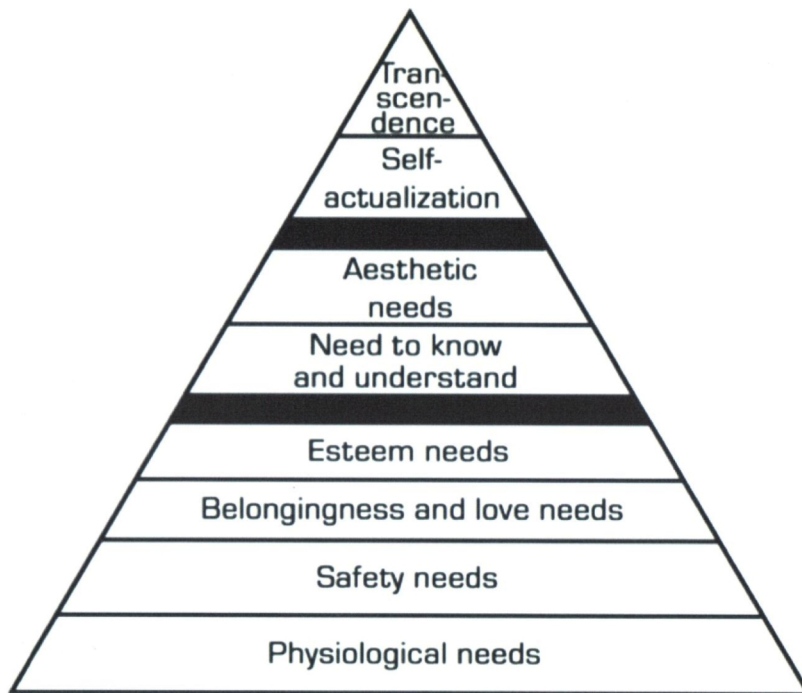 Tran-
scen-
dence
Self-
actualization
Aesthetic
needs
Need to know
and understand
Esteem needs
Belongingness and love needs
Safety needs
Physiological needs